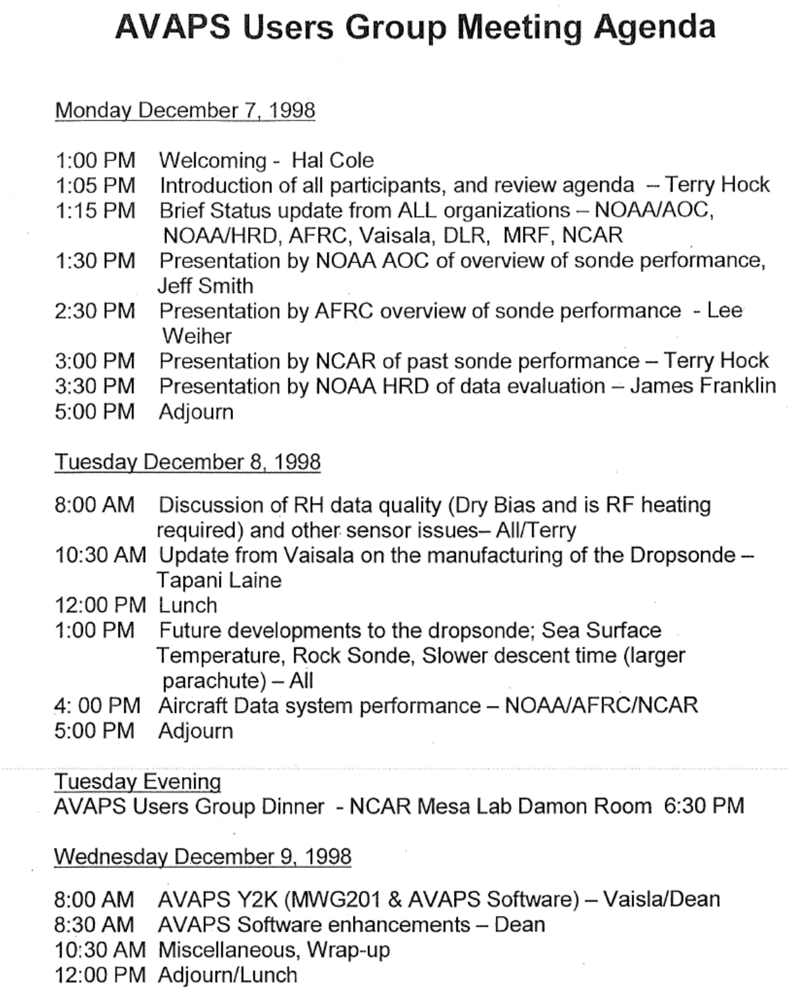 AVAPS Users Group Meeting Agenda
Monday December 7, 1998
1:00 PM Welcoming - Hal Cole
1:05 PM Introduction of all participants, and review agenda – Terry Hock
1:15 PM Brief Status update from ALL organizations – NOAA/AOC,
NOAA/HRD, AFRC, Vaisala, DLR, MRF, NCAR
1:30 PM Presentation by NOAA AOC of overview of sonde performance,
Jeff Smith
2:30 PM Presentation by AFRC overview of sonde performance - Lee
Weiher
3:00 PM Presentation by NCAR of past sonde performance – Terry Hock
3:30 PM Presentation by NOAA HRD of data evaluation – James Franklin
5:00 PM Adjourn
Tuesday December 8, 1998
8:00 AM Discussion of RH data quality (Dry Bias and is RF heating
required) and other sensor issues– All/Terry
10:30 AM Update from Vaisala on the manufacturing of the Dropsonde –
Tapani Laine
12:00 PM Lunch
1:00 PM Future developments to the dropsonde; Sea Surface
Temperature, Rock Sonde, Slower descent time (larger
parachute) – All
4: 00 PM Aircraft Data system performance – NOAA/AFRC/NCAR
5:00 PM Adjourn
Tuesday Evening
AVAPS Users Group Dinner - NCAR Mesa Lab Damon Room 6:30 PM
Wednesday December 9, 1998
8:00 AM AVAPS Y2K (MWG201 & AVAPS Software) – Vaisla/Dean
8:30 AM AVAPS Software enhancements – Dean
10:30 AM Miscellaneous, Wrap-up
12:00 PM Adjourn/Lunch